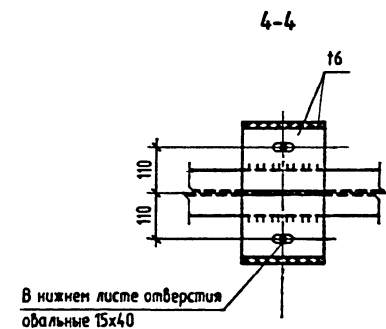 4-4
t6
110
110
В нижнем листе отверстия
овальные 15х40